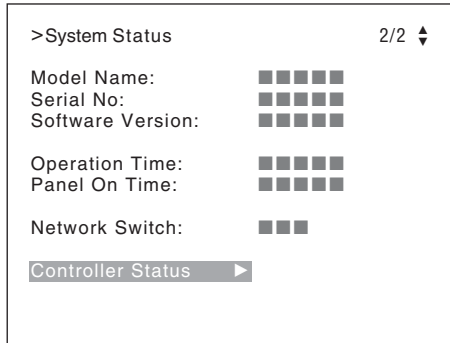 >System Status 2/2
Model Name: ■■■■■
Serial No: ■■■■■
Software Version: ■■■■■
Operation Time: ■■■■■
Panel On Time: ■■■■■
Network Switch: ■■■
Controller Status